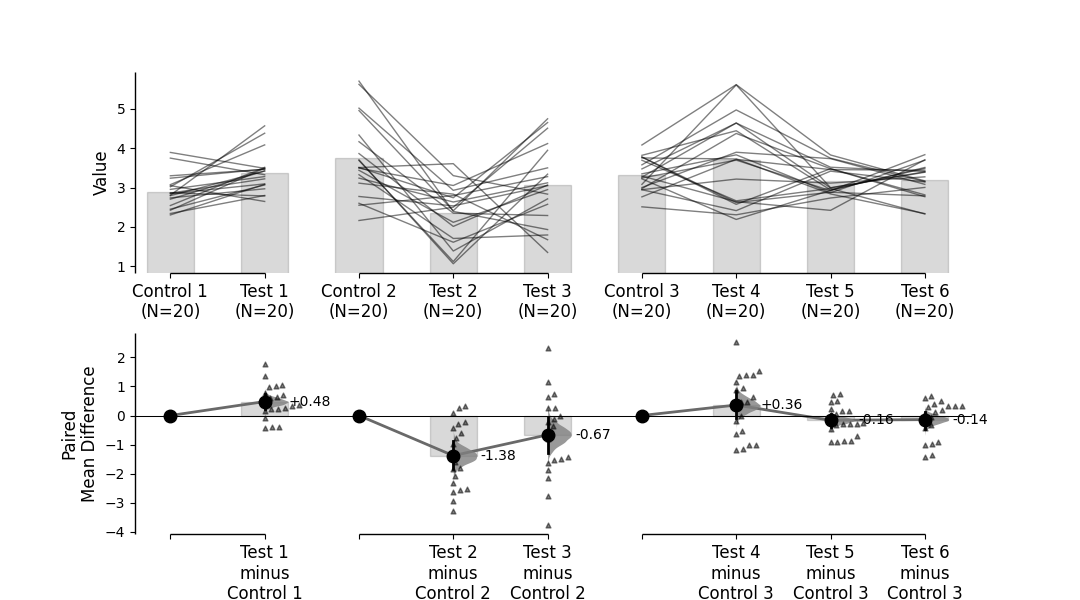 Value
5
4
3
2
1
Control 1 Test 1 Control 2 Test 2 Test 3 Control 3 Test 4 Test 5 Test 6
(N=20) (N=20) (N=20) (N=20) (N=20) (N=20) (N=20) (N=20) (N=20)
Paired
Mean Difference
2
1
0
−1
−2
−3
−4
+0.48
-1.38
-0.67
+0.36
-0.16
-0.14
Test 1 Test 2 Test 3 Test 4 Test 5 Test 6
minus minus minus minus minus minus
Control 1 Control 2 Control 2 Control 3 Control 3 Control 3